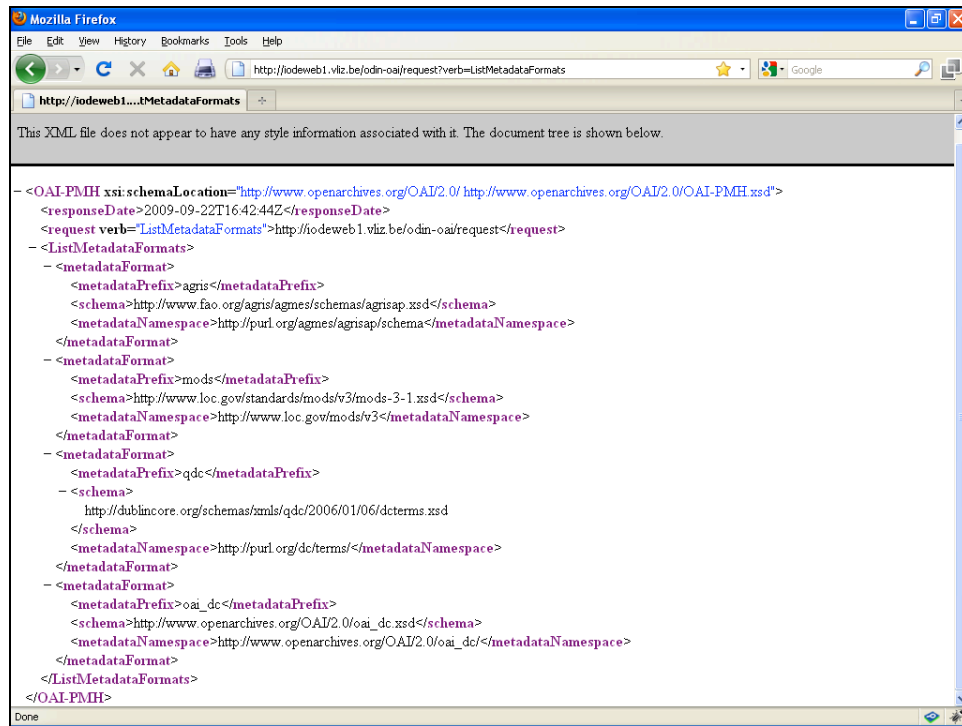 Mozilla Firefox
File Edit View History Bookmarks Tools Help
http://iodeweb1.vliz.be/odin-oai/request?verb=ListMetadataFormats Google
http://iodeweb1....tMetadataFormats
This XML file does not appear to have any style information associated with it. The document tree is shown below.
− <OAI-PMH xsi:schemaLocation="http://www.openarchives.org/OAI/2.0/ http://www.openarchives.org/OAI/2.0/OAI-PMH.xsd">
<responseDate>2009-09-22T16:42:44Z</responseDate>
<request verb="ListMetadataFormats">http://iodeweb1.vliz.be/odin-oai/request</request>
− <ListMetadataFormats>
− <metadataFormat>
<metadataPrefix>agris</metadataPrefix>
<schema>http://www.fao.org/agris/agmes/schemas/agrisap.xsd</schema>
<metadataNamespace>http://purl.org/agmes/agrisap/schema</metadataNamespace>
</metadataFormat>
− <metadataFormat>
<metadataPrefix>mods</metadataPrefix>
<schema>http://www.loc.gov/standards/mods/v3/mods-3-1.xsd</schema>
<metadataNamespace>http://www.loc.gov/mods/v3</metadataNamespace>
</metadataFormat>
− <metadataFormat>
<metadataPrefix>qdc</metadataPrefix>
− <schema>
http://dublincore.org/schemas/xmls/qdc/2006/01/06/dcterms.xsd
</schema>
<metadataNamespace>http://purl.org/dc/terms/</metadataNamespace>
</metadataFormat>
− <metadataFormat>
<metadataPrefix>oai_dc</metadataPrefix>
<schema>http://www.openarchives.org/OAI/2.0/oai_dc.xsd</schema>
<metadataNamespace>http://www.openarchives.org/OAI/2.0/oai_dc/</metadataNamespace>
</metadataFormat>
</ListMetadataFormats>
</OAI-PMH>
Done